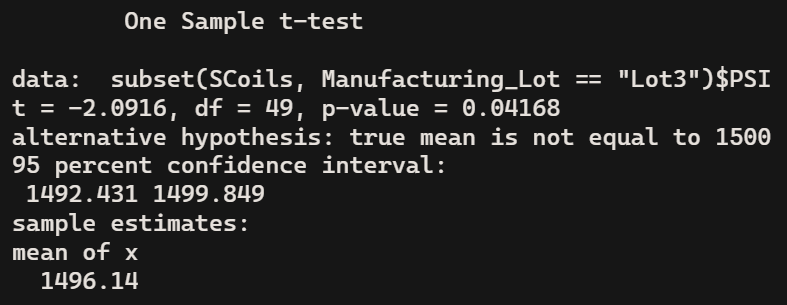 One Sample t-test
data: subset(SCoils, Manufacturing_Lot == "Lot3")$PSI
t = -2.0916, df = 49, p-value = 0.04168
alternative hypothesis: true mean is not equal to 1500
95 percent confidence interval:
1492.431 1499.849
sample estimates:
mean of x
1496.14